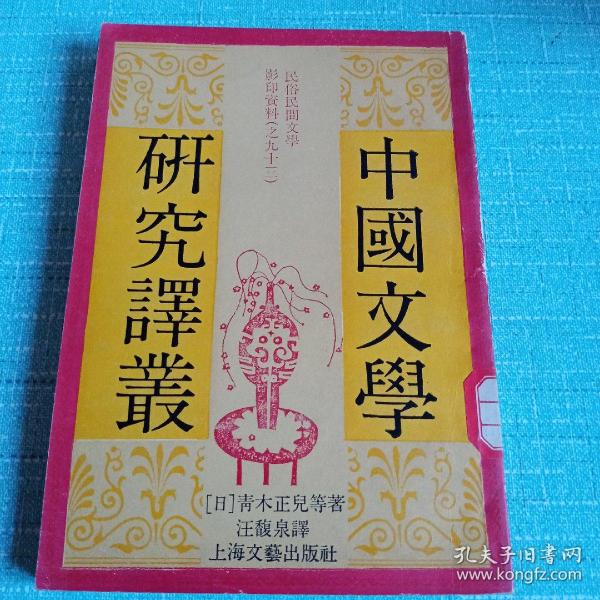 中國文學
研究譯叢
民俗民間文學
影印資料(之九十三)
[日]青木正兒等著
汪馥泉譯
上海文藝出版社
孔夫子旧书网
www.kongfz.com